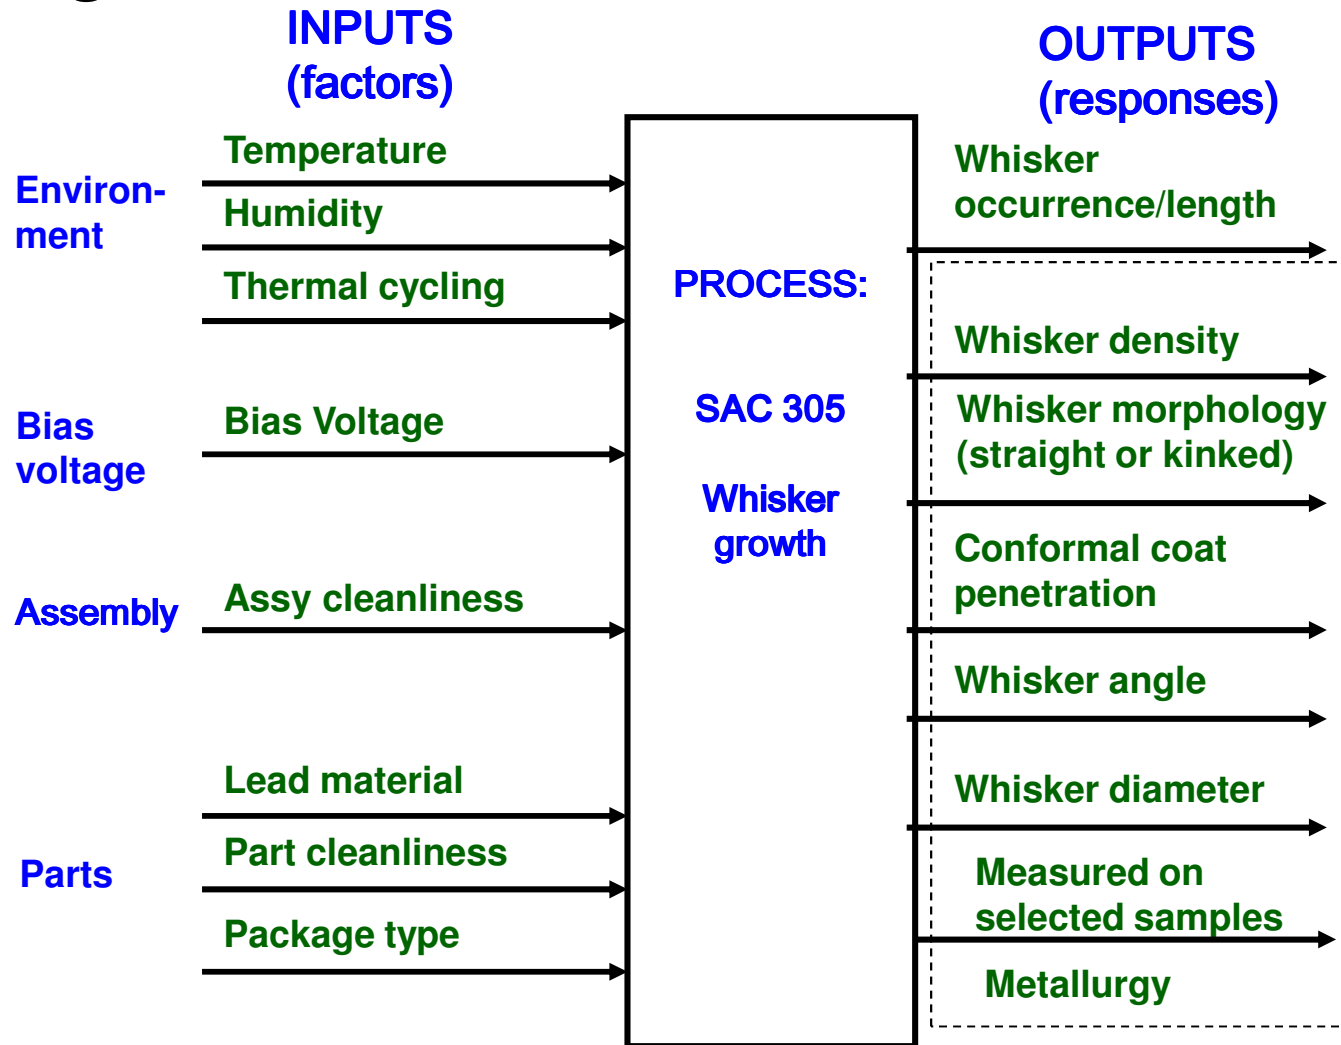 INPUTS
(factors)
OUTPUTS
(responses)
Environ-
ment
Temperature
Humidity
Thermal cycling
Bias
voltage
Bias Voltage
Assembly
Assy cleanliness
Parts
Lead material
Part cleanliness
Package type
PROCESS:
SAC 305
Whisker
growth
Whisker
occurrence/length
Whisker density
Whisker morphology
(straight or kinked)
Conformal coat
penetration
Whisker angle
Whisker diameter
Measured on
selected samples
Metallurgy